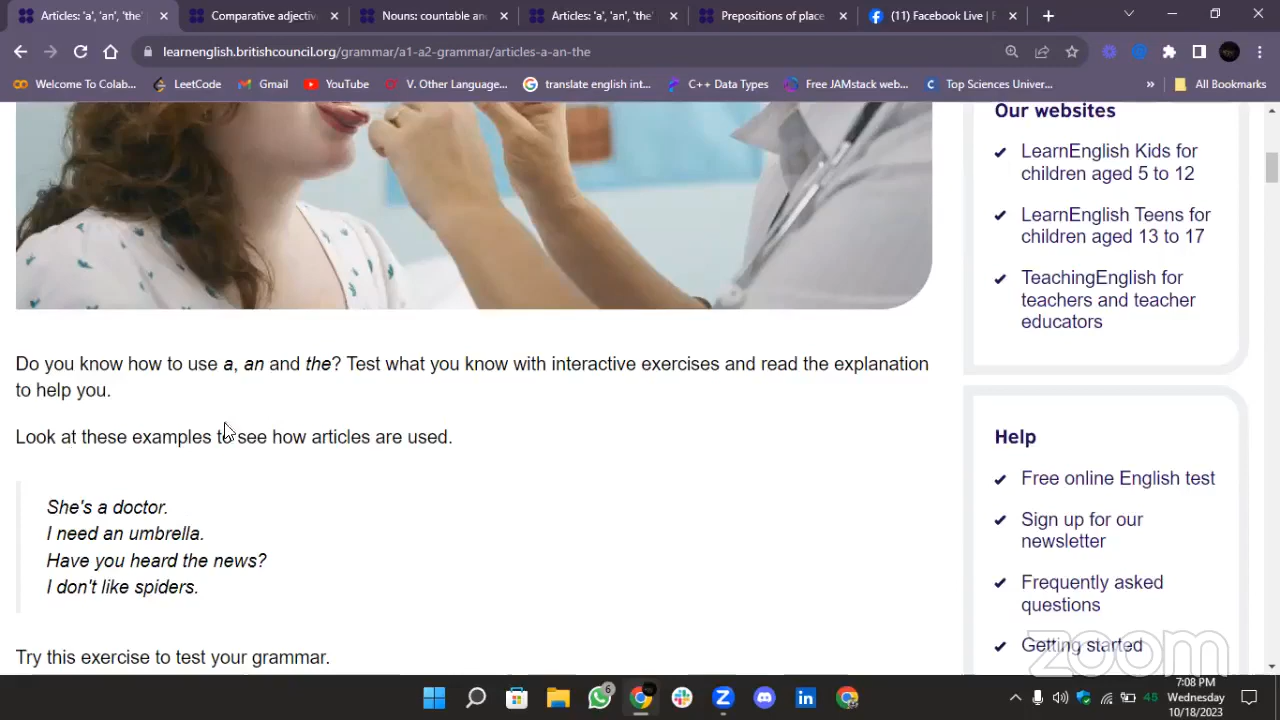 Articles: 'a', 'an', 'the'
Comparative adjectiv
Nouns: countable an
Articles: 'a', 'an', 'the'
Prepositions of place
(11) Facebook Live | F
learnenglish.britishcouncil.org/grammar/a1-a2-grammar/articles-a-an-the
Welcome To Colab...
LeetCode
Gmail
YouTube
V. Other Language...
translate english int...
C++ Data Types
Free JAMstack web...
Top Sciences Univer...
All Bookmarks
Our websites
LearnEnglish Kids for
children aged 5 to 12
LearnEnglish Teens for
children aged 13 to 17
TeachingEnglish for
teachers and teacher
educators
Do you know how to use a, an and the? Test what you know with interactive exercises and read the explanation
to help you.
Look at these examples to see how articles are used.
She's a doctor.
I need an umbrella.
Have you heard the news?
I don't like spiders.
Try this exercise to test your grammar.
Help
Free online English test
Sign up for our
newsletter
Frequently asked
questions
Getting started
zoom
6
45
7:08 PM
Wednesday
10/18/2023